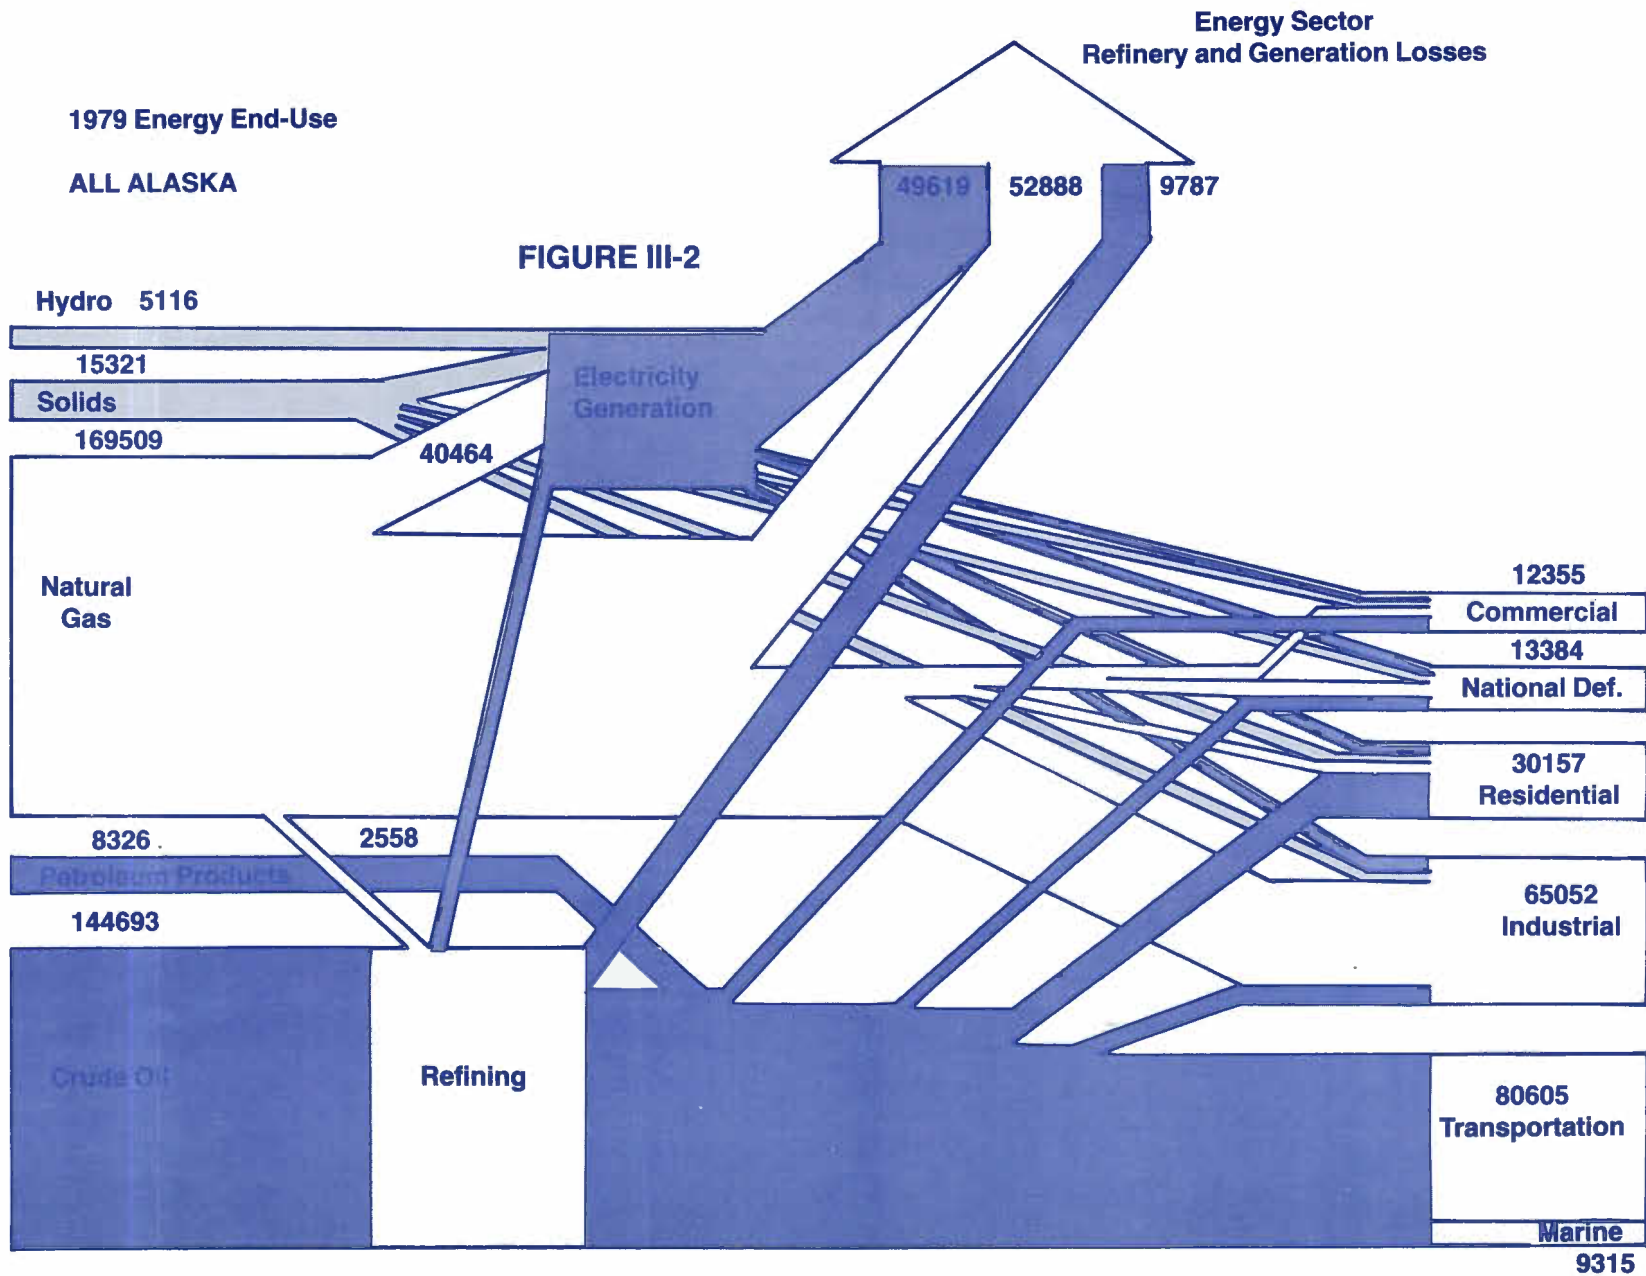 Energy Sector
Refinery and Generation Losses
1979 Energy End-Use
ALL ALASKA
49619
52888
9787
FIGURE III-2
Hydro 5116
15321
Solids
169509
Electricity
Generation
40464
Natural
Gas
12355
Commercial
13384
National Def.
30157
Residential
8326
2558
Petroleum Products
144693
65052
Industrial
Crude Oil
Refining
80605
Transportation
Marine
9315